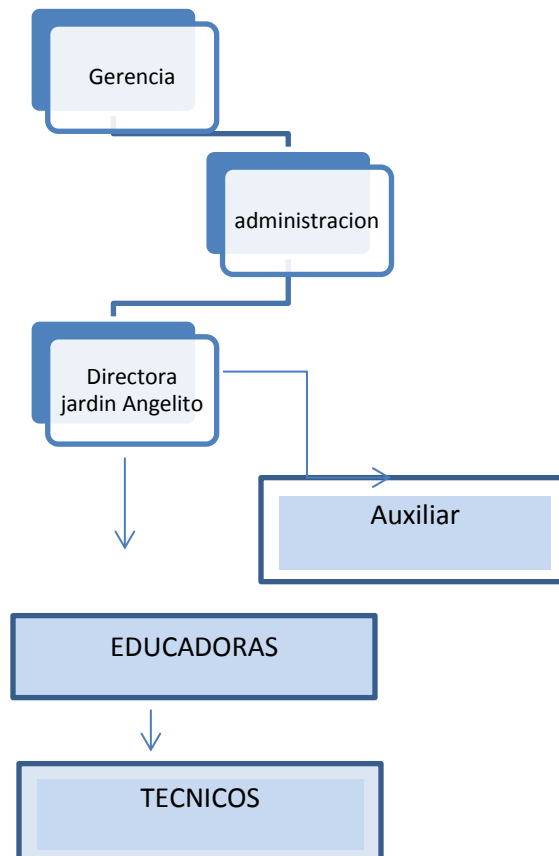 Gerencia
administracion
Directora
jardin Angelito
Auxiliar
EDUCADORAS
TECNICOS